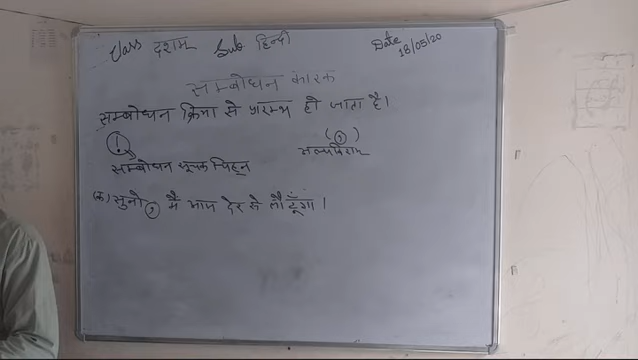 Class दशम Sub हिन्दी Date 18/05/20
सम्बोधन कारक
सम्बोधन क्रिया से प्रारम्भ हो जाता है।
(!) (,)
सम्बोधन सूचक चिह्न अल्पविराम
(क) सुनो, मैं आज देर से लौटूंगा।